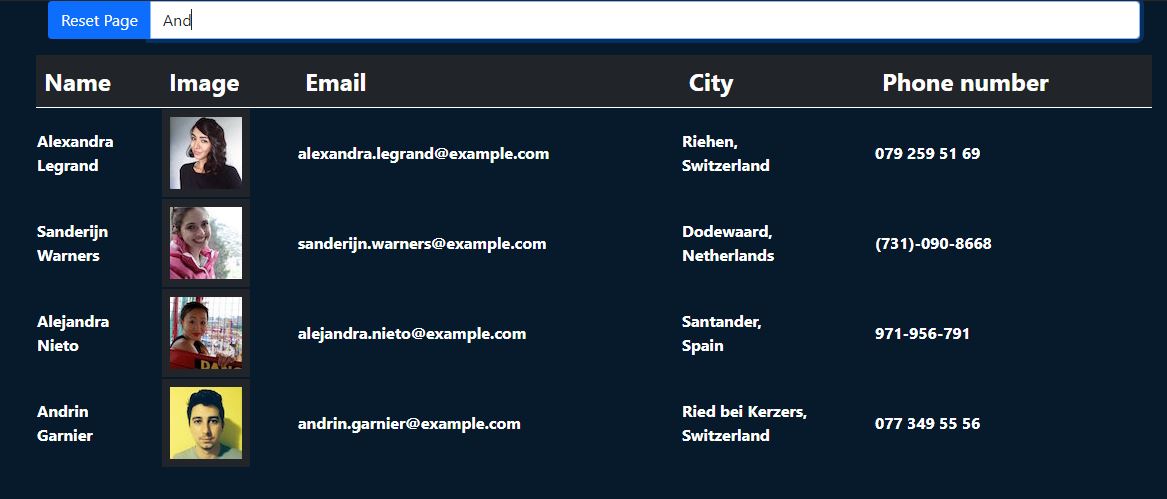 Reset Page And
Name Image Email City Phone number
Alexandra
Legrand
alexandra.legrand@example.com
Riehen,
Switzerland
079 259 51 69
Sanderijn
Warners
sanderijn.warners@example.com
Dodewaard,
Netherlands
(731)-090-8668
Alejandra
Nieto
alejandra.nieto@example.com
Santander,
Spain
971-956-791
Andrin
Garnier
andrin.garnier@example.com
Ried bei Kerzers,
Switzerland
077 349 55 56